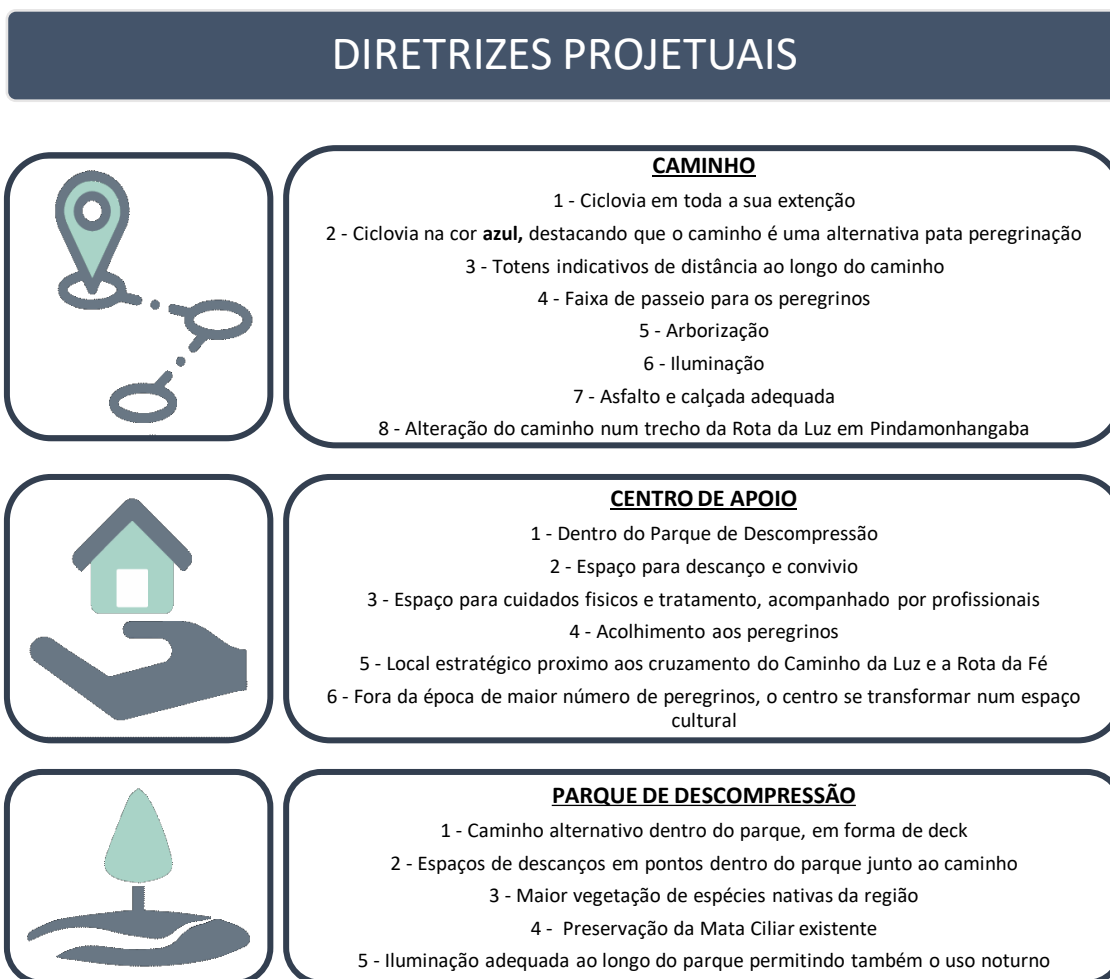 DIRETRIZES PROJETUAIS
CAMINHO
1 - Ciclovia em toda a sua extenção
2 - Ciclovia na cor azul, destacando que o caminho é uma alternativa pata peregrinação
3 - Totens indicativos de distância ao longo do caminho
4 - Faixa de passeio para os peregrinos
5 - Arborização
6 - Iluminação
7 - Asfalto e calçada adequada
8 - Alteração do caminho num trecho da Rota da Luz em Pindamonhangaba
CENTRO DE APOIO
1 - Dentro do Parque de Descompressão
2 - Espaço para descanço e convivio
3 - Espaço para cuidados fisicos e tratamento, acompanhado por profissionais
4 - Acolhimento aos peregrinos
5 - Local estratégico proximo aos cruzamento do Caminho da Luz e a Rota da Fé
6 - Fora da época de maior número de peregrinos, o centro se transformar num espaço
cultural
PARQUE DE DESCOMPRESSÃO
1 - Caminho alternativo dentro do parque, em forma de deck
2 - Espaços de descanços em pontos dentro do parque junto ao caminho
3 - Maior vegetação de espécies nativas da região
4 - Preservação da Mata Ciliar existente
5 - Iluminação adequada ao longo do parque permitindo também o uso noturno